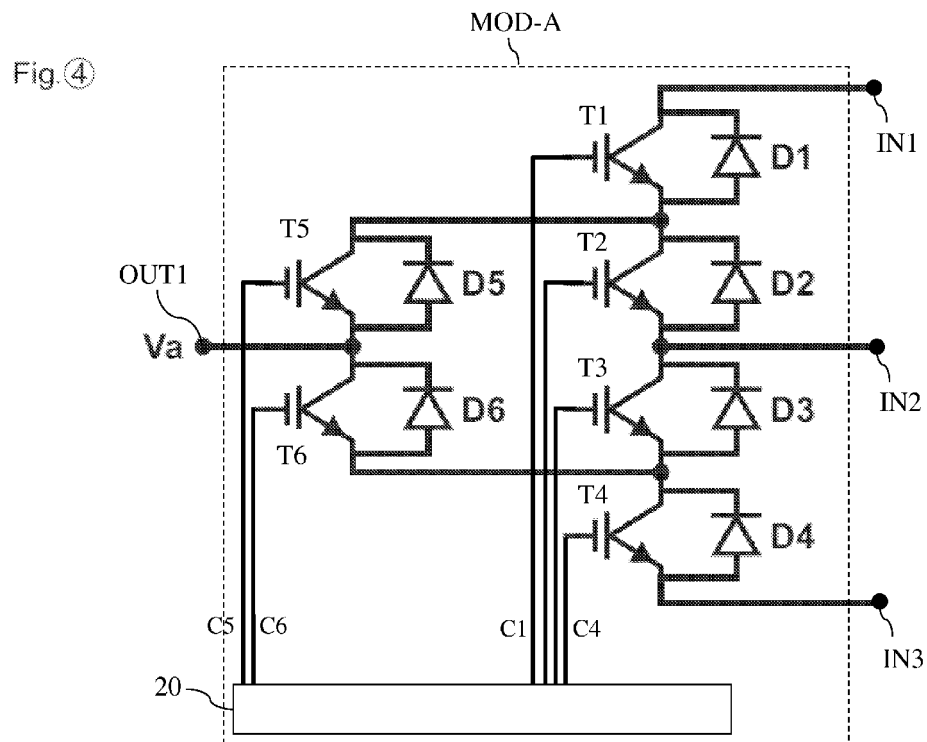 MOD-A
Fig.④
T1
D1
IN1
T5
T2
OUT1
D5
D2
Va
T3
IN2
D6
D3
T6
T4
D4
C5
C6
C1
C4
IN3
20